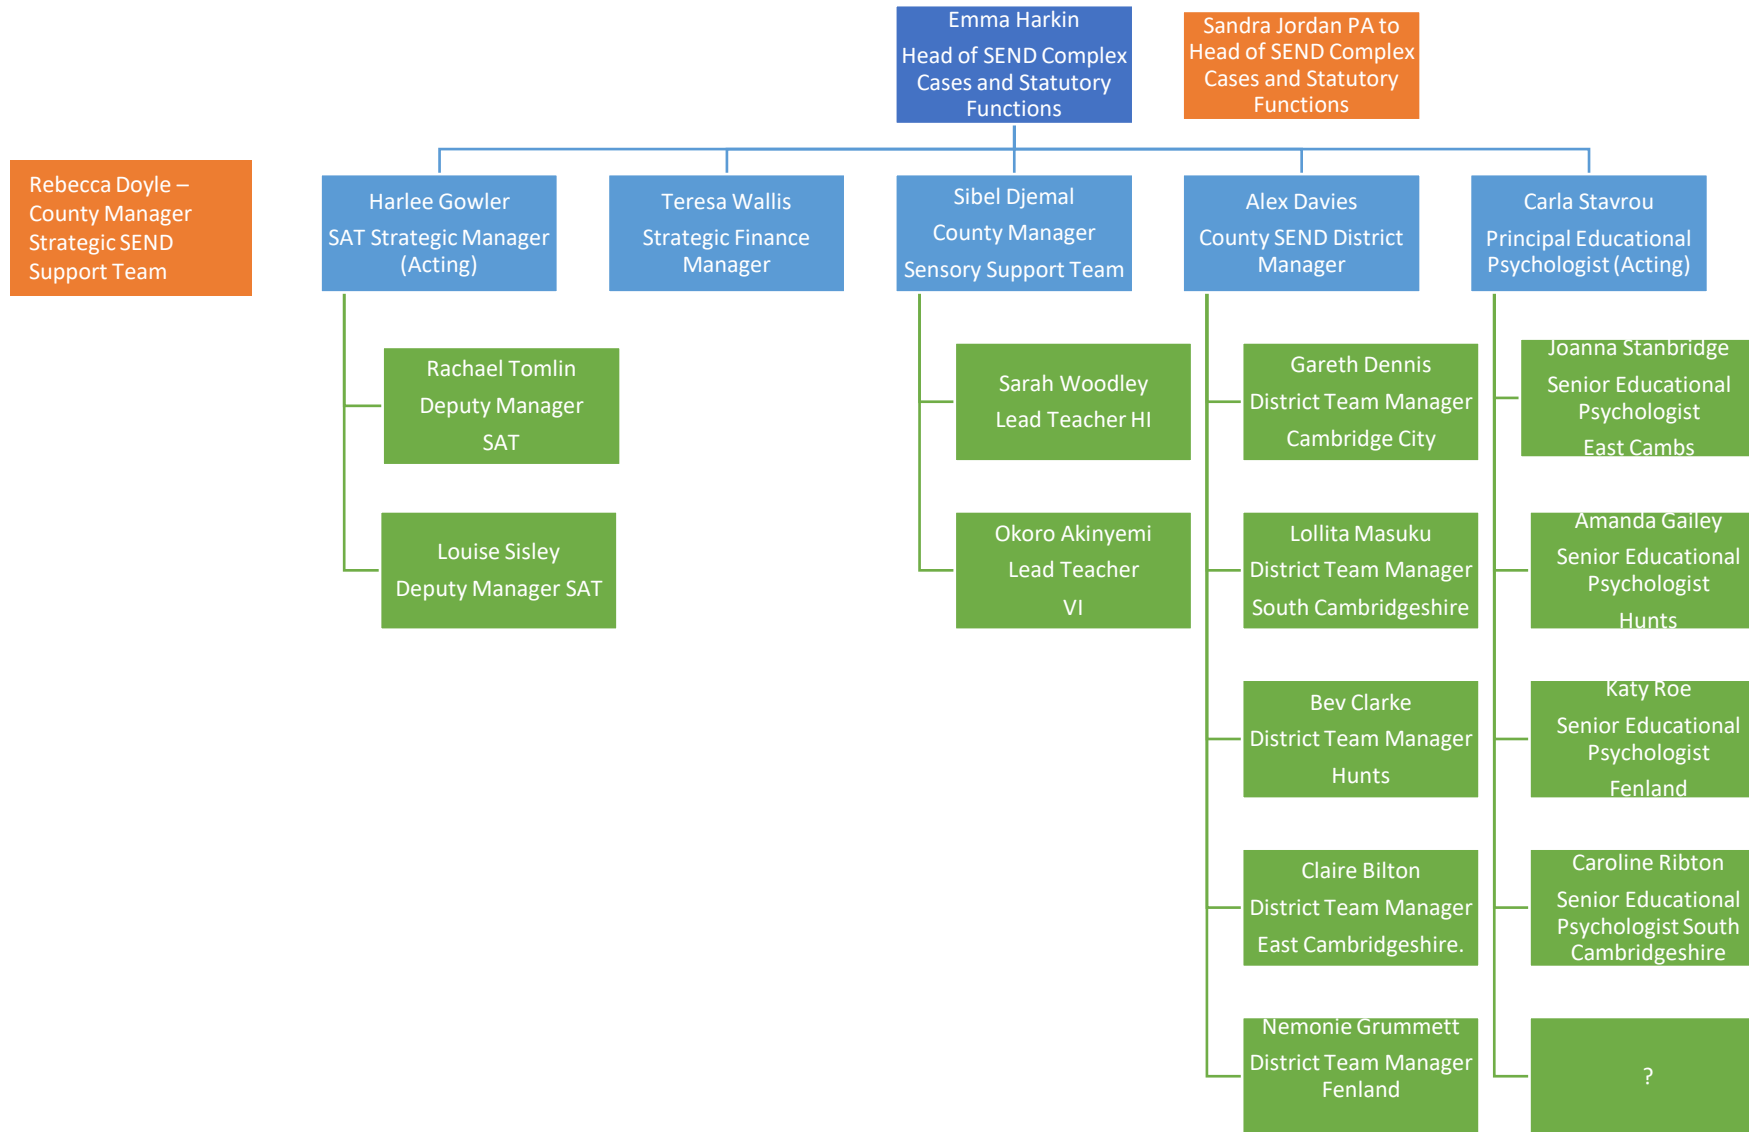 Emma Harkin
Head of SEND Complex
Cases and Statutory
Functions
Sandra Jordan PA to
Head of SEND Complex
Cases and Statutory
Functions
Rebecca Doyle –
County Manager
Strategic SEND
Support Team
Harlee Gowler
SAT Strategic Manager
(Acting)
Teresa Wallis
Strategic Finance
Manager
Sibel Djemal
County Manager
Sensory Support Team
Alex Davies
County SEND District
Manager
Carla Stavrou
Principal Educational
Psychologist (Acting)
Rachael Tomlin
Deputy Manager
SAT
Louise Sisley
Deputy Manager SAT
Sarah Woodley
Lead Teacher HI
Okoro Akinyemi
Lead Teacher
VI
Gareth Dennis
District Team Manager
Cambridge City
Lollita Masuku
District Team Manager
South Cambridgeshire
Bev Clarke
District Team Manager
Hunts
Claire Bilton
District Team Manager
East Cambridgeshire.
Nemonie Grummett
District Team Manager
Fenland
Joanna Stanbridge
Senior Educational
Psychologist
East Cambs
Amanda Gailey
Senior Educational
Psychologist
Hunts
Katy Roe
Senior Educational
Psychologist
Fenland
Caroline Ribton
Senior Educational
Psychologist South
Cambridgeshire
?